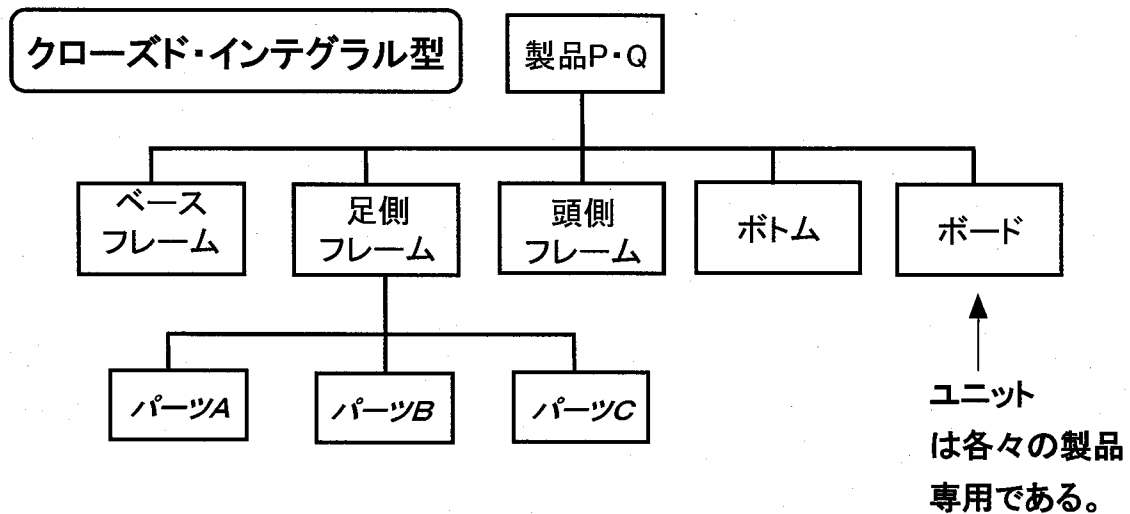 クローズド・インテグラル型
製品P・Q
ベース
フレーム
足側
フレーム
頭側
フレーム
ボトム
ボード
パーツA
パーツB
パーツC
ユニット
は各々の製品
専用である。